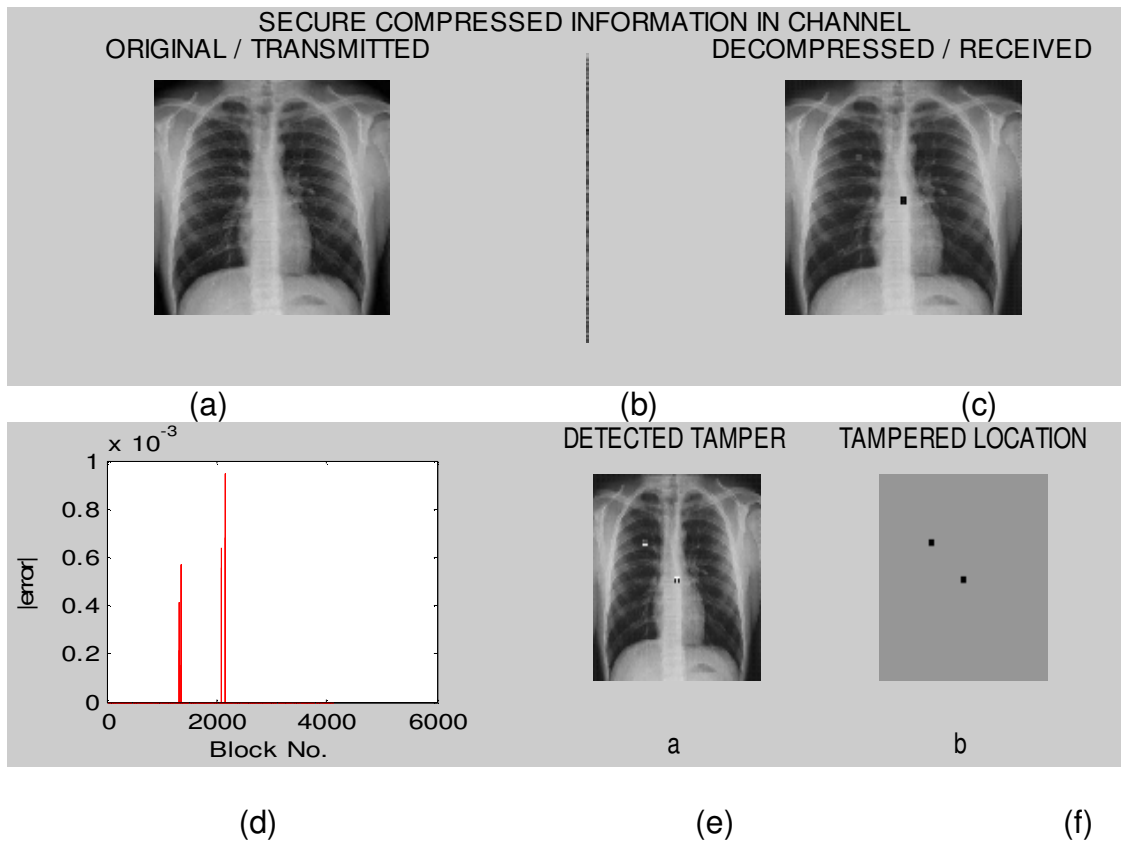 SECURE COMPRESSED INFORMATION IN CHANNEL
ORIGINAL / TRANSMITTED DECOMPRESSED / RECEIVED
(a) (b) (c)
x 10^-3
DETECTED TAMPER TAMPERED LOCATION
1
0.8
0.6
0.4
0.2
0
|error|
0 2000 4000 6000
Block No.
a b
(d) (e) (f)